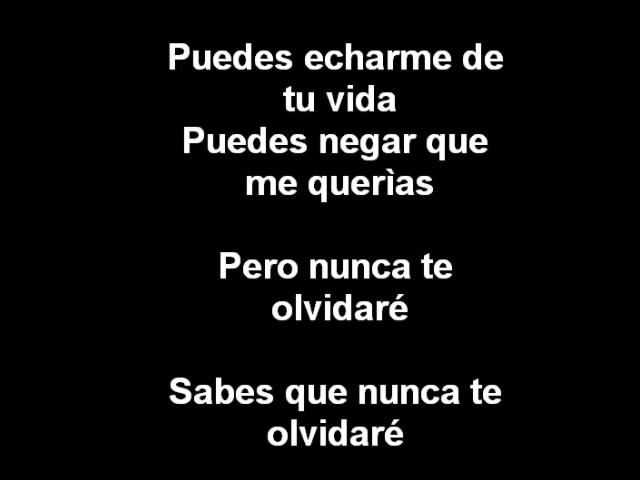 Puedes echarme de
tu vida
Puedes negar que
me querìas
Pero nunca te
olvidaré
Sabes que nunca te
olvidaré